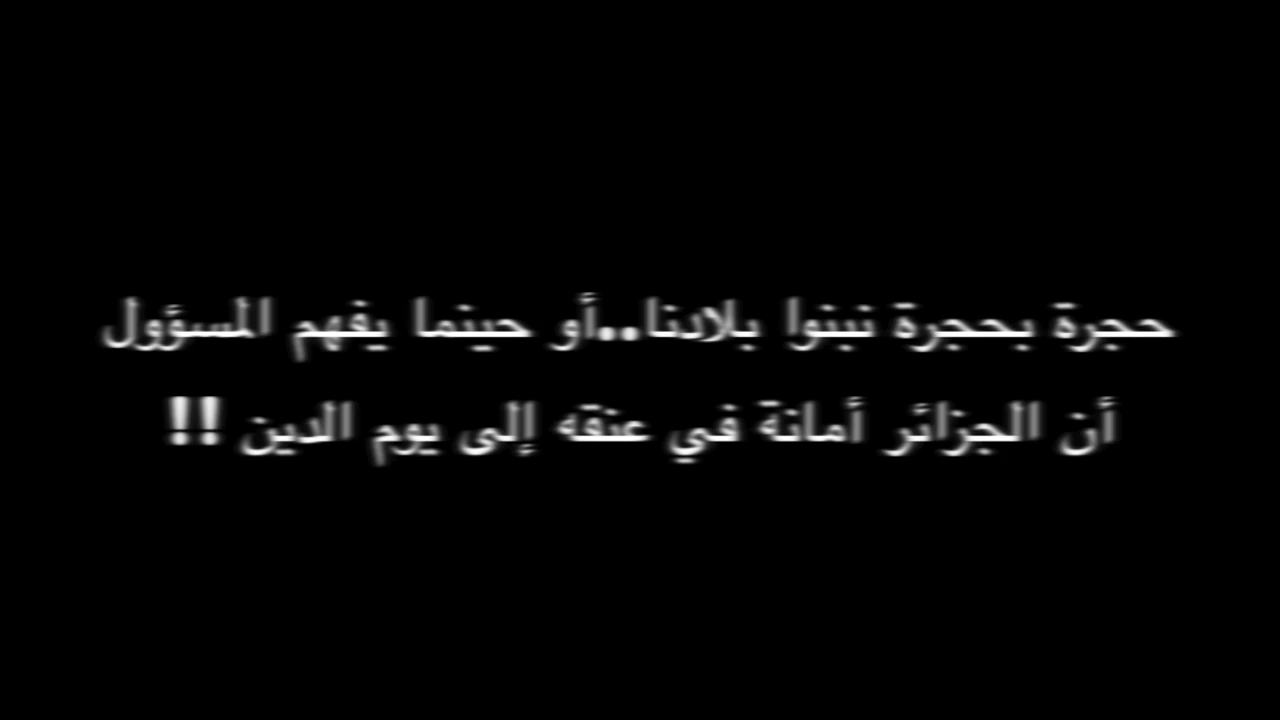 حجرة بحجرة نبنوا بلادنا..أو حينما يفهم المسؤول
أن الجزائر أمانة في عنقه إلى يوم الدين !!